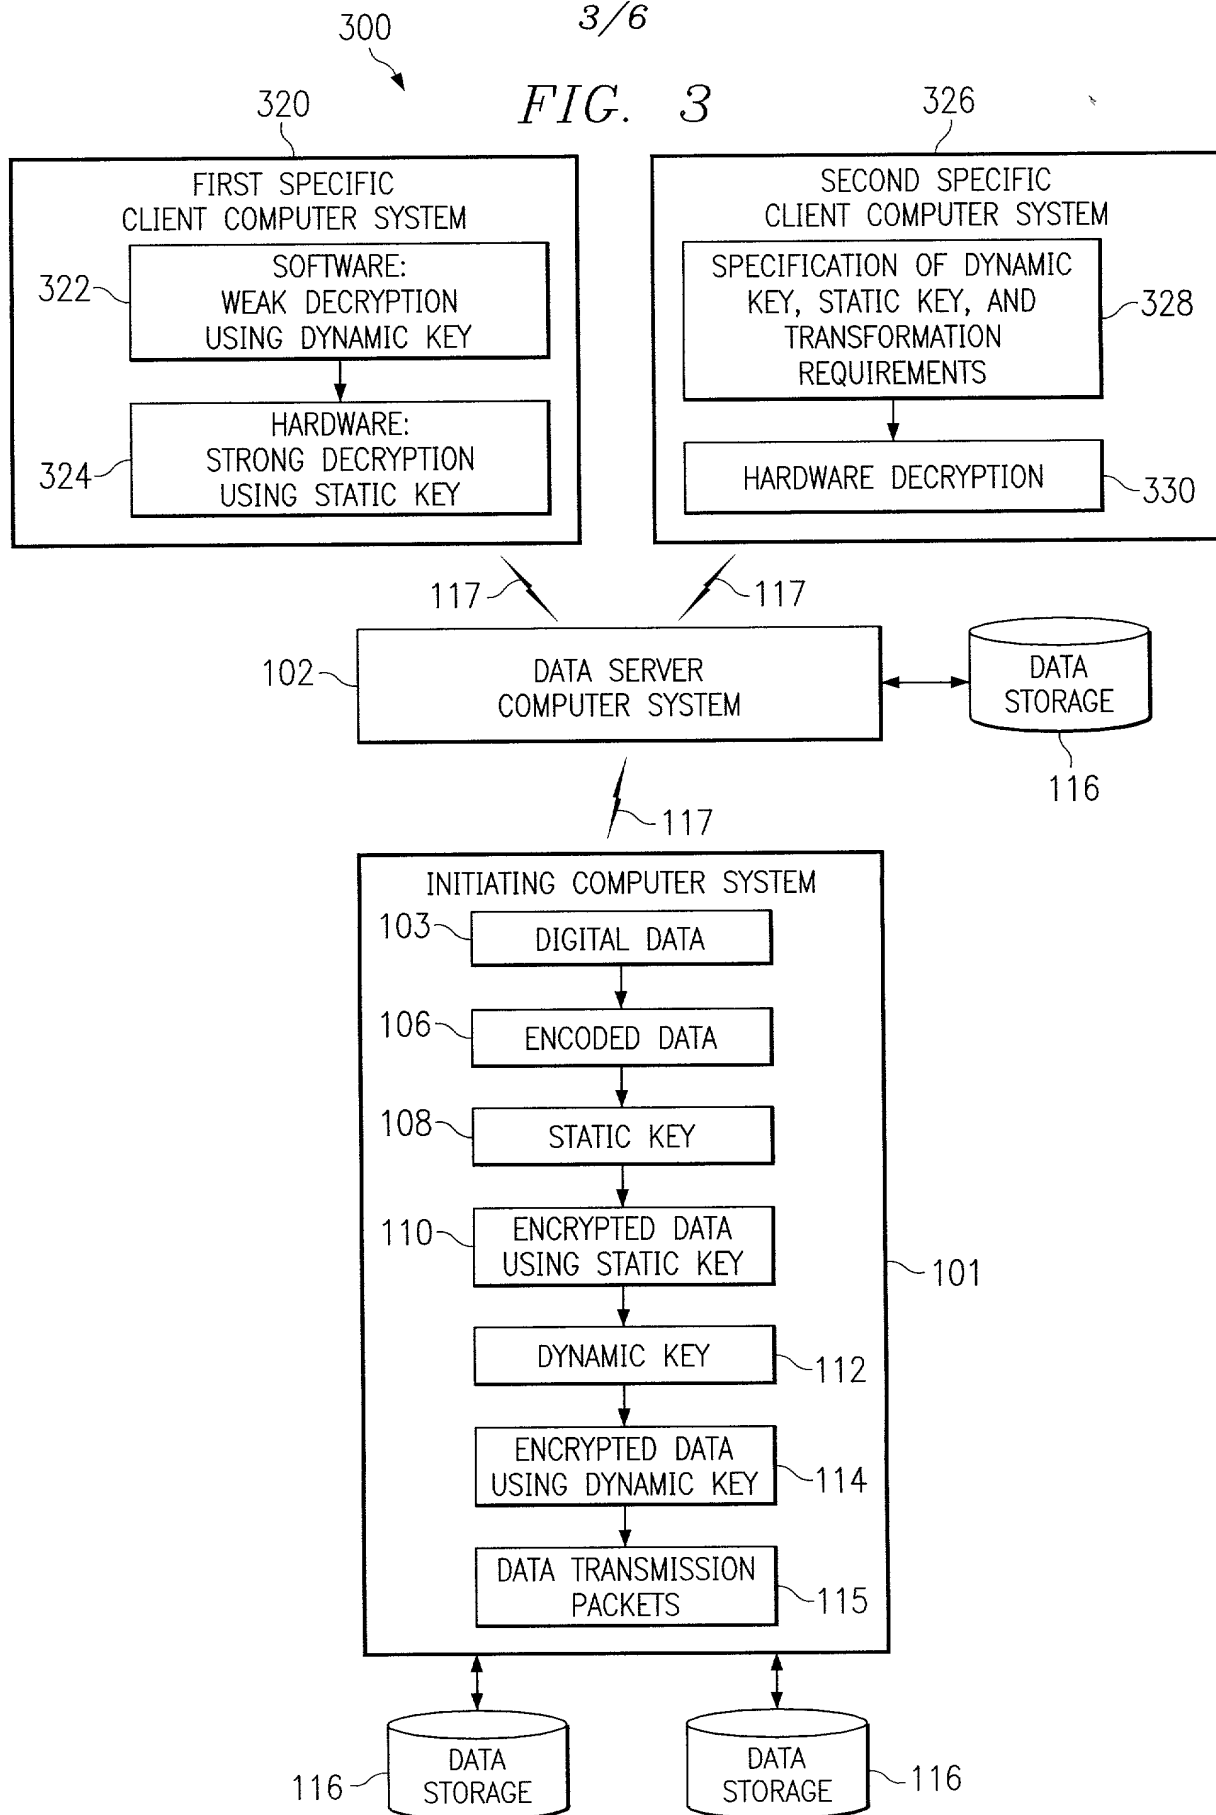 3/6
300
FIG. 3
320
326
FIRST SPECIFIC
CLIENT COMPUTER SYSTEM
322
SOFTWARE:
WEAK DECRYPTION
USING DYNAMIC KEY
324
HARDWARE:
STRONG DECRYPTION
USING STATIC KEY
SECOND SPECIFIC
CLIENT COMPUTER SYSTEM
SPECIFICATION OF DYNAMIC
KEY, STATIC KEY, AND
TRANSFORMATION
REQUIREMENTS
328
HARDWARE DECRYPTION
330
117
117
102
DATA SERVER
COMPUTER SYSTEM
DATA
STORAGE
116
117
INITIATING COMPUTER SYSTEM
103
DIGITAL DATA
106
ENCODED DATA
108
STATIC KEY
110
ENCRYPTED DATA
USING STATIC KEY
101
DYNAMIC KEY
112
ENCRYPTED DATA
USING DYNAMIC KEY
114
DATA TRANSMISSION
PACKETS
115
116
DATA
STORAGE
DATA
STORAGE
116